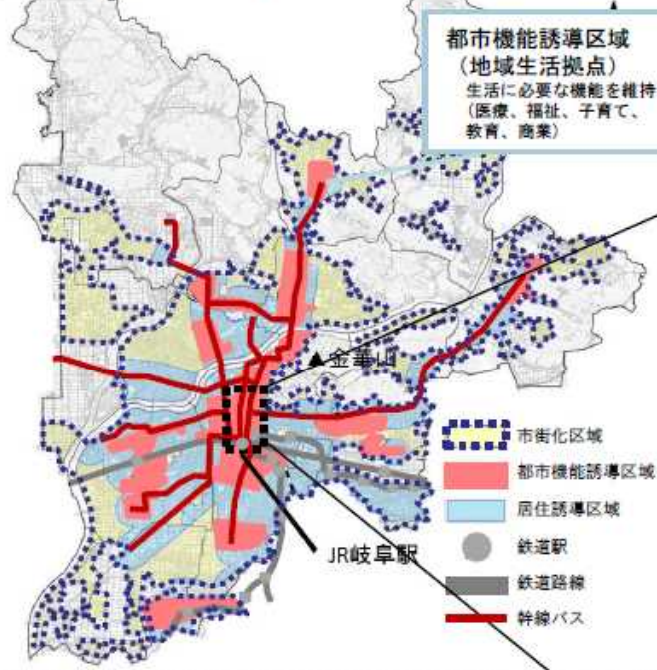 都市機能誘導区域
(地域生活拠点)
生活に必要な機能を維持
(医療、福祉、子育て、
教育、商業)
▲金華山
市街化区域
都市機能誘導区域
居住誘導区域
鉄道駅
JR岐阜駅
鉄道路線
幹線バス